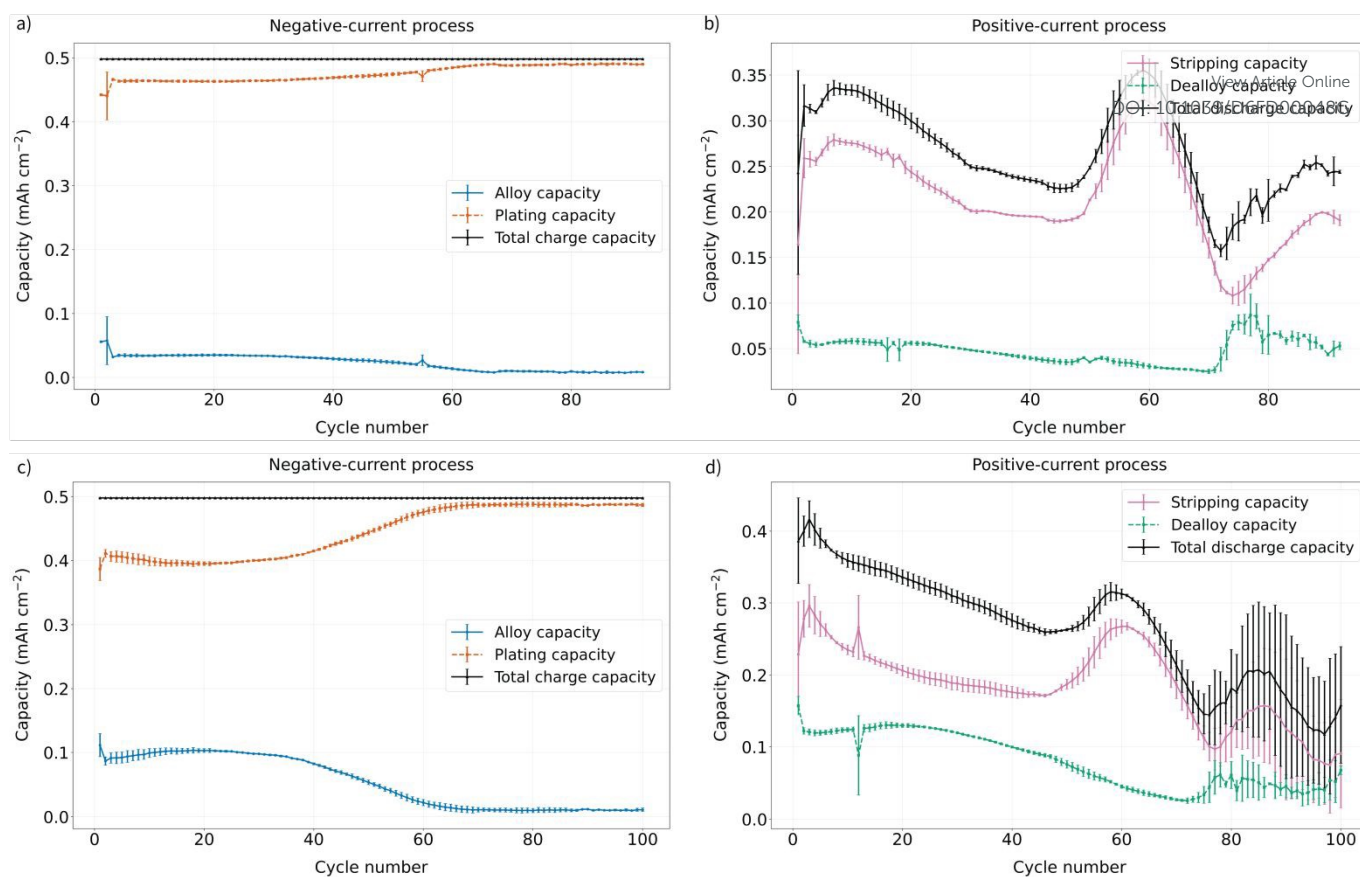 a)
Negative-current process
Capacity (mAh cm⁻²)
0.5
0.4
0.3
0.2
0.1
0.0
Alloy capacity
Plating capacity
Total charge capacity
0 20 40 60 80
Cycle number
b)
Positive-current process
Capacity (mAh cm⁻²)
0.35
0.30
0.25
0.20
0.15
0.10
0.05
Stripping capacity
Dealloy capacity
View Article Online
Total discharge capacity
0 20 40 60 80
Cycle number
c)
Negative-current process
Capacity (mAh cm⁻²)
0.5
0.4
0.3
0.2
0.1
0.0
Alloy capacity
Plating capacity
Total charge capacity
0 20 40 60 80 100
Cycle number
d)
Positive-current process
Capacity (mAh cm⁻²)
0.4
0.3
0.2
0.1
0.0
Stripping capacity
Dealloy capacity
Total discharge capacity
0 20 40 60 80 100
Cycle number